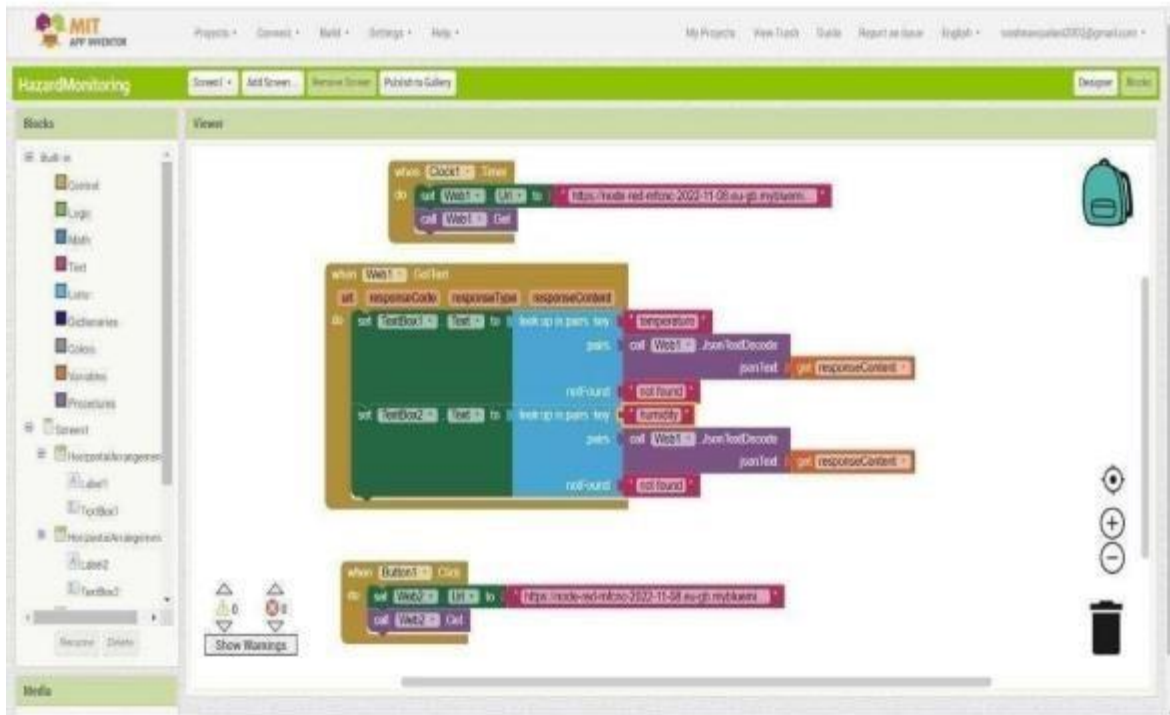 MIT
APP INVENTOR
Projects Connect Build Settings Help My Projects View Trash Guide Report an Issue English
HazardMonitoring Screen1 Add Screen... Remove Screen Publish to Gallery Designer Blocks
Blocks Viewer
Built-in
Control
Logic
Math
Text
Lists
Dictionaries
Colors
Variables
Procedures
Screen1
HorizontalArrangemen
Label1
TextBox1
HorizontalArrangemen
Label2
TextBox2
Rename Delete
Media
when Clock1 .Timer
do set Web1 . Url to
call Web1 .Get
when Web1 .GotText
url responseCode responseType responseContent
do set TextBox1 . Text to look up in pairs key " temperature "
pairs call Web1 .JsonTextDecode
jsonText get responseContent
notFound " not found "
set TextBox2 . Text to look up in pairs key " humidity "
pairs call Web1 .JsonTextDecode
jsonText get responseContent
notFound " not found "
when Button1 .Click
do set Web2 . Url to
call Web2 .Get
0 0
Show Warnings